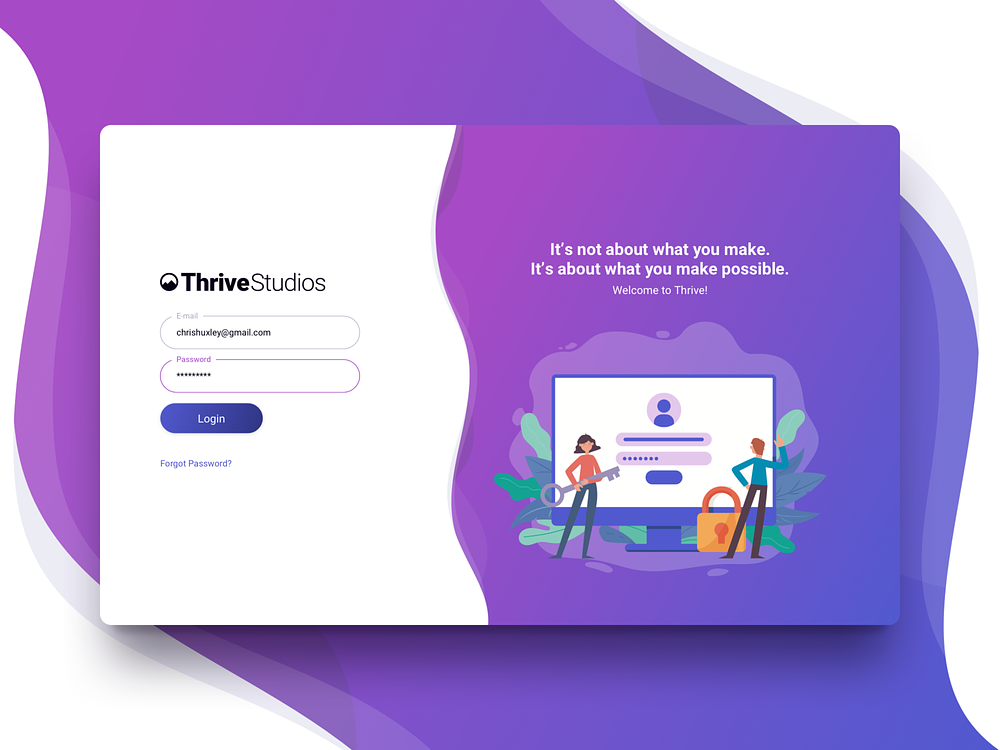 ThriveStudios
E-mail
chrishuxley@gmail.com
Password
*********
Login
Forgot Password?
It's not about what you make.
It's about what you make possible.
Welcome to Thrive!